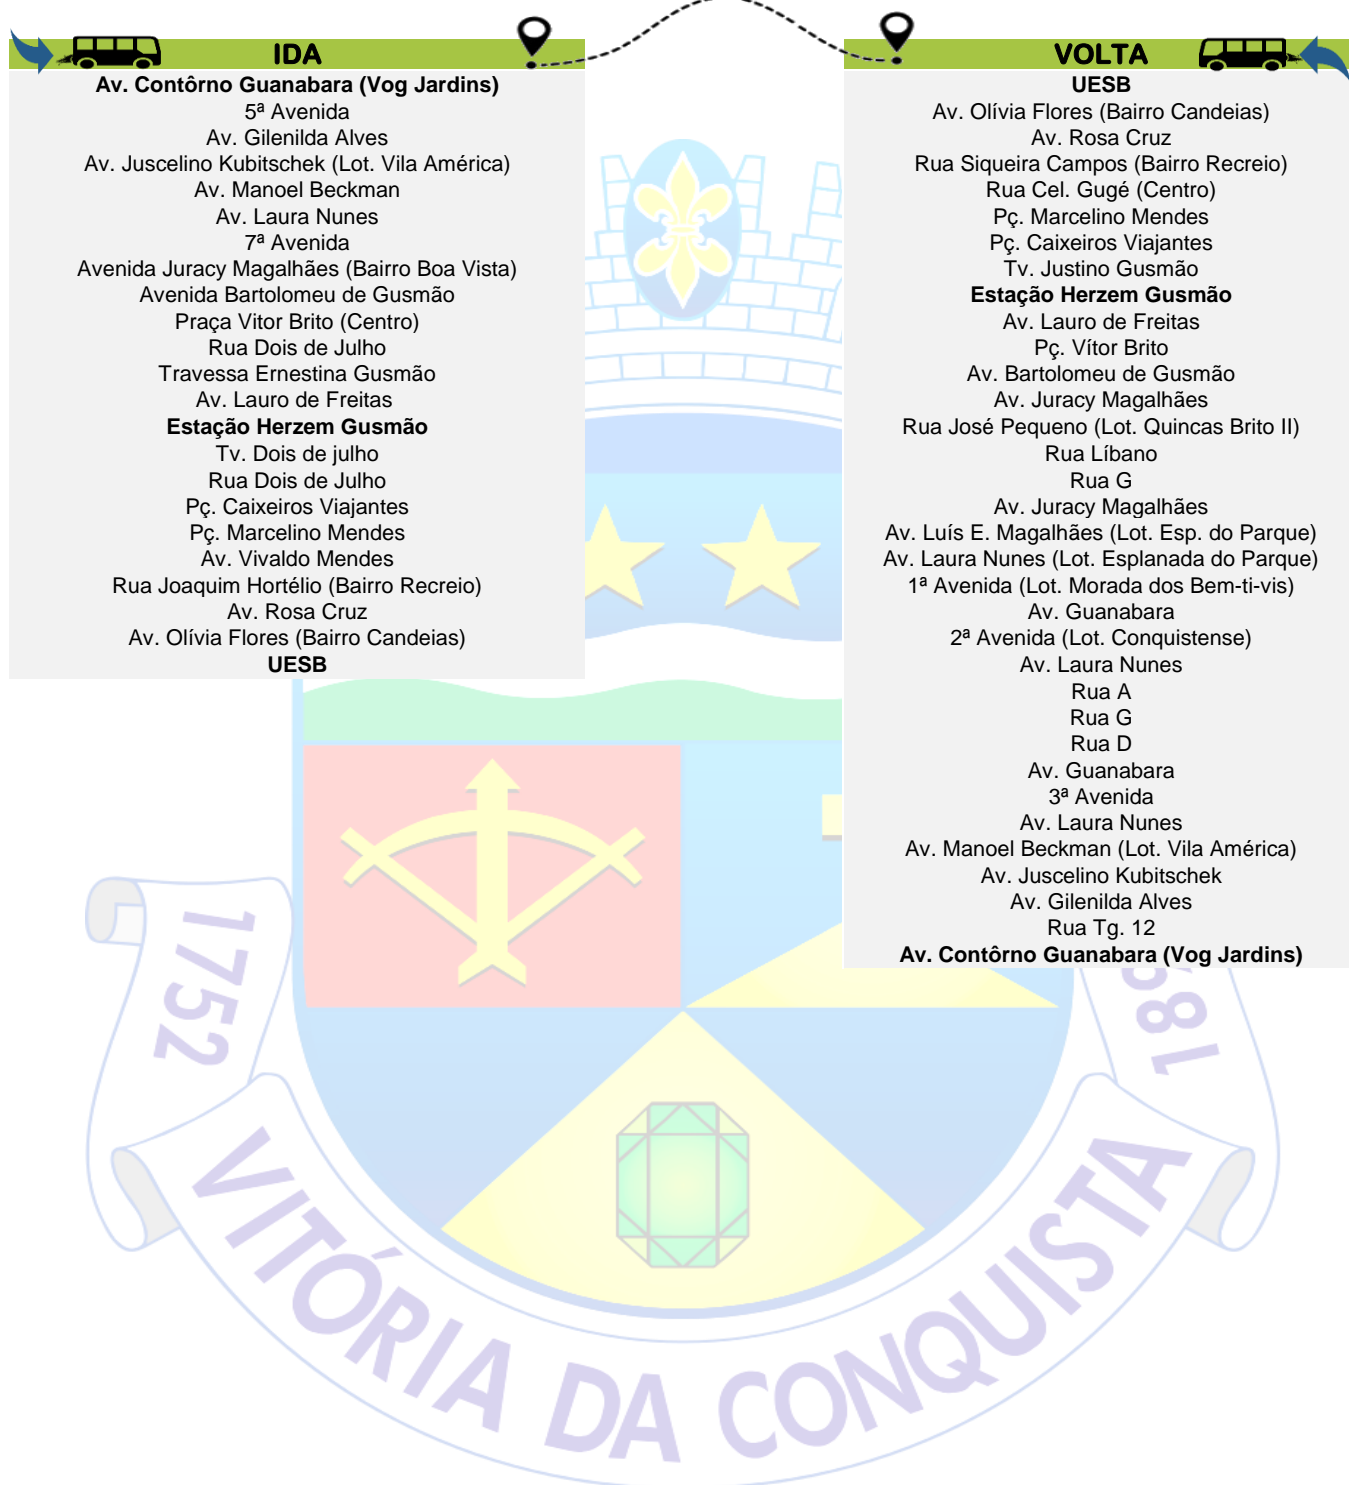 IDA
Av. Contôrno Guanabara (Vog Jardins)
5ª Avenida
Av. Gilenilda Alves
Av. Juscelino Kubitschek (Lot. Vila América)
Av. Manoel Beckman
Av. Laura Nunes
7ª Avenida
Avenida Juracy Magalhães (Bairro Boa Vista)
Avenida Bartolomeu de Gusmão
Praça Vitor Brito (Centro)
Rua Dois de Julho
Travessa Ernestina Gusmão
Av. Lauro de Freitas
Estação Herzem Gusmão
Tv. Dois de julho
Rua Dois de Julho
Pç. Caixeiros Viajantes
Pç. Marcelino Mendes
Av. Vivaldo Mendes
Rua Joaquim Hortélio (Bairro Recreio)
Av. Rosa Cruz
Av. Olívia Flores (Bairro Candeias)
UESB
VOLTA
UESB
Av. Olívia Flores (Bairro Candeias)
Av. Rosa Cruz
Rua Siqueira Campos (Bairro Recreio)
Rua Cel. Gugé (Centro)
Pç. Marcelino Mendes
Pç. Caixeiros Viajantes
Tv. Justino Gusmão
Estação Herzem Gusmão
Av. Lauro de Freitas
Pç. Vítor Brito
Av. Bartolomeu de Gusmão
Av. Juracy Magalhães
Rua José Pequeno (Lot. Quincas Brito II)
Rua Líbano
Rua G
Av. Juracy Magalhães
Av. Luís E. Magalhães (Lot. Esp. do Parque)
Av. Laura Nunes (Lot. Esplanada do Parque)
1ª Avenida (Lot. Morada dos Bem-ti-vis)
Av. Guanabara
2ª Avenida (Lot. Conquistense)
Av. Laura Nunes
Rua A
Rua G
Rua D
Av. Guanabara
3ª Avenida
Av. Laura Nunes
Av. Manoel Beckman (Lot. Vila América)
Av. Juscelino Kubitschek
Av. Gilenilda Alves
Rua Tg. 12
Av. Contôrno Guanabara (Vog Jardins)
1752
VITÓRIA DA CONQUISTA